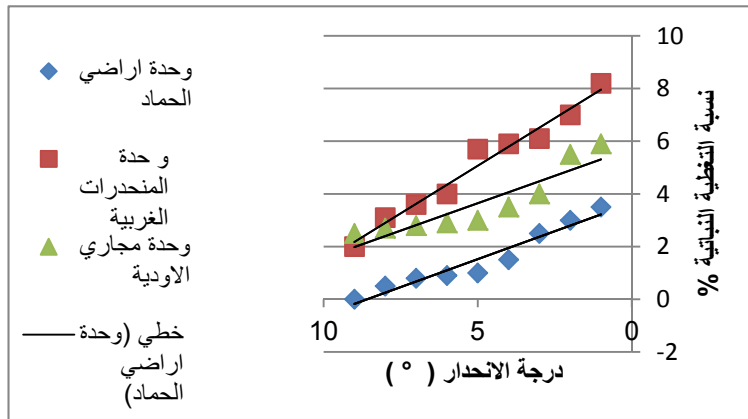 وحدة اراضي
الحماد
و حدة
المنحدرات
الغربية
وحدة مجاري
الاودية
خطي (وحدة
اراضي
الحماد)
نسبة التغطية النباتية %
10
8
6
4
2
0
-2
10
5
0
درجة الانحدار ( ° )